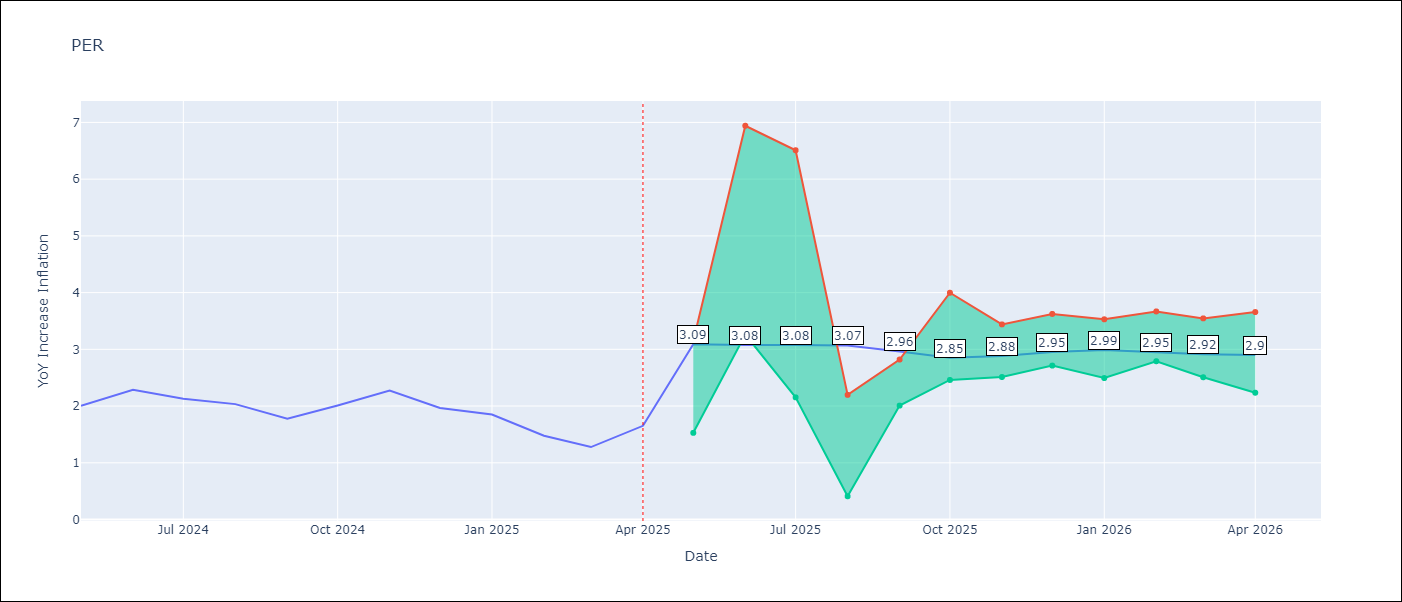 PER
YoY Increase Inflation
7
6
5
4
3
2
1
0
3.09
3.08
3.08
3.07
2.96
2.85
2.88
2.95
2.99
2.95
2.92
2.9
Jul 2024
Oct 2024
Jan 2025
Apr 2025
Jul 2025
Oct 2025
Jan 2026
Apr 2026
Date